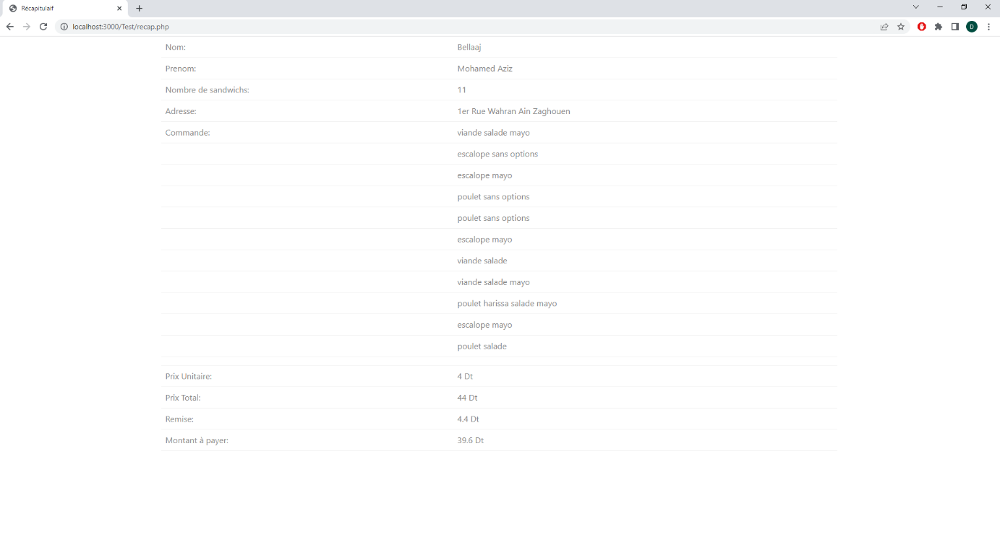 Récapitulaif
localhost:3000/Test/recap.php
D
Nom: Bellaaj
Prenom: Mohamed Aziz
Nombre de sandwichs: 11
Adresse: 1er Rue Wahran Ain Zaghouen
Commande: viande salade mayo
escalope sans options
escalope mayo
poulet sans options
poulet sans options
escalope mayo
viande salade
viande salade mayo
poulet harissa salade mayo
escalope mayo
poulet salade
Prix Unitaire: 4 Dt
Prix Total: 44 Dt
Remise: 4.4 Dt
Montant à payer: 39.6 Dt